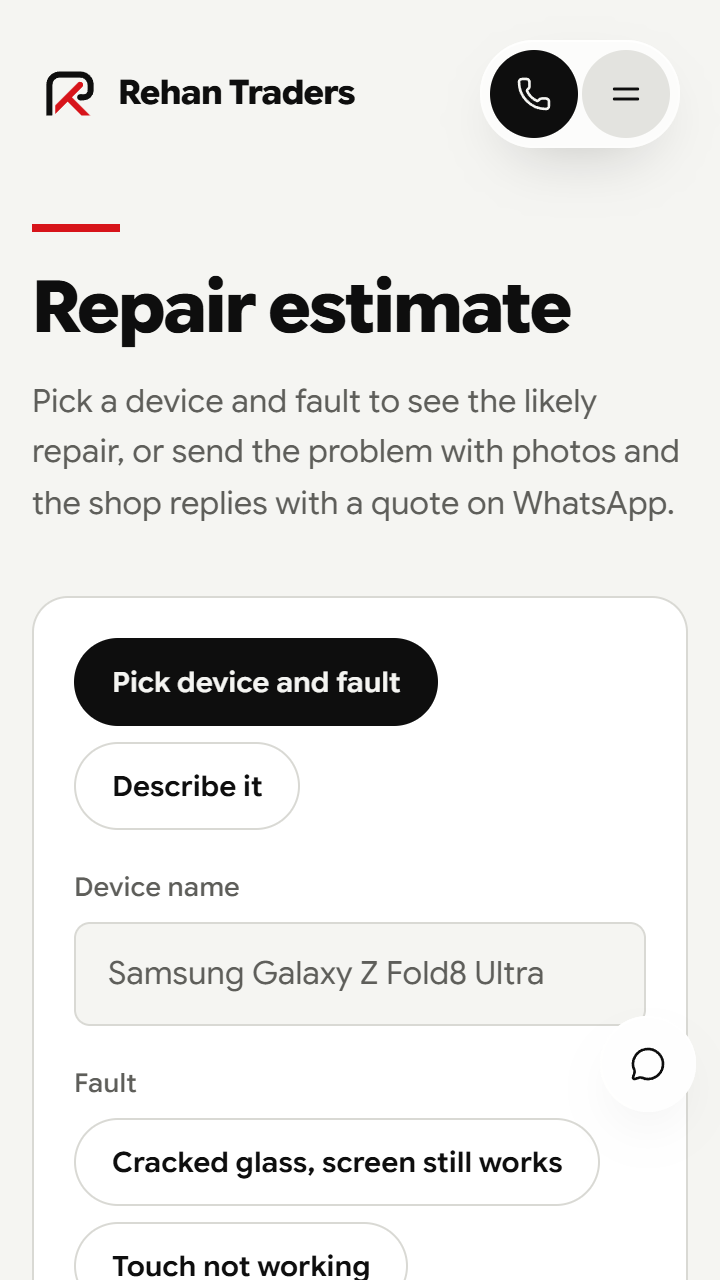 Rehan Traders
Repair estimate
Pick a device and fault to see the likely
repair, or send the problem with photos and
the shop replies with a quote on WhatsApp.
Pick device and fault
Describe it
Device name
Samsung Galaxy Z Fold8 Ultra
Fault
Cracked glass, screen still works
Touch not working